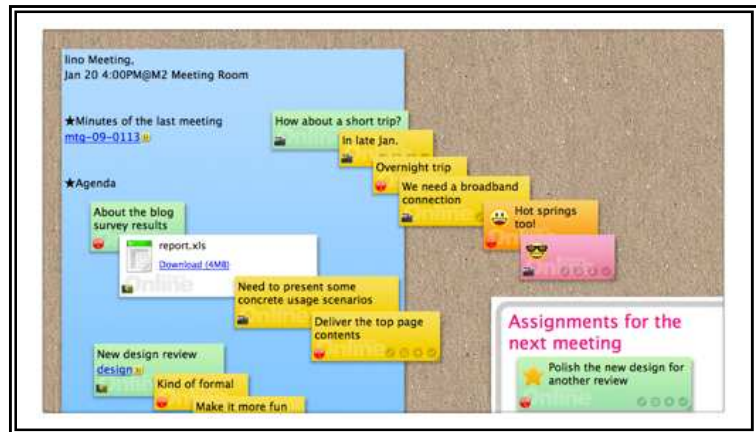 lino Meeting,
Jan 20 4:00PM@M2 Meeting Room
★Minutes of the last meeting
mtg-09-0113
★Agenda
How about a short trip?
In late Jan.
Overnight trip
We need a broadband
connection
Hot springs
too!
About the blog
survey results
report.xls
Download (4MB)
Need to present some
concrete usage scenarios
Deliver the top page
contents
New design review
design
Kind of formal
Make it more fun
Assignments for the
next meeting
Polish the new design for
another review